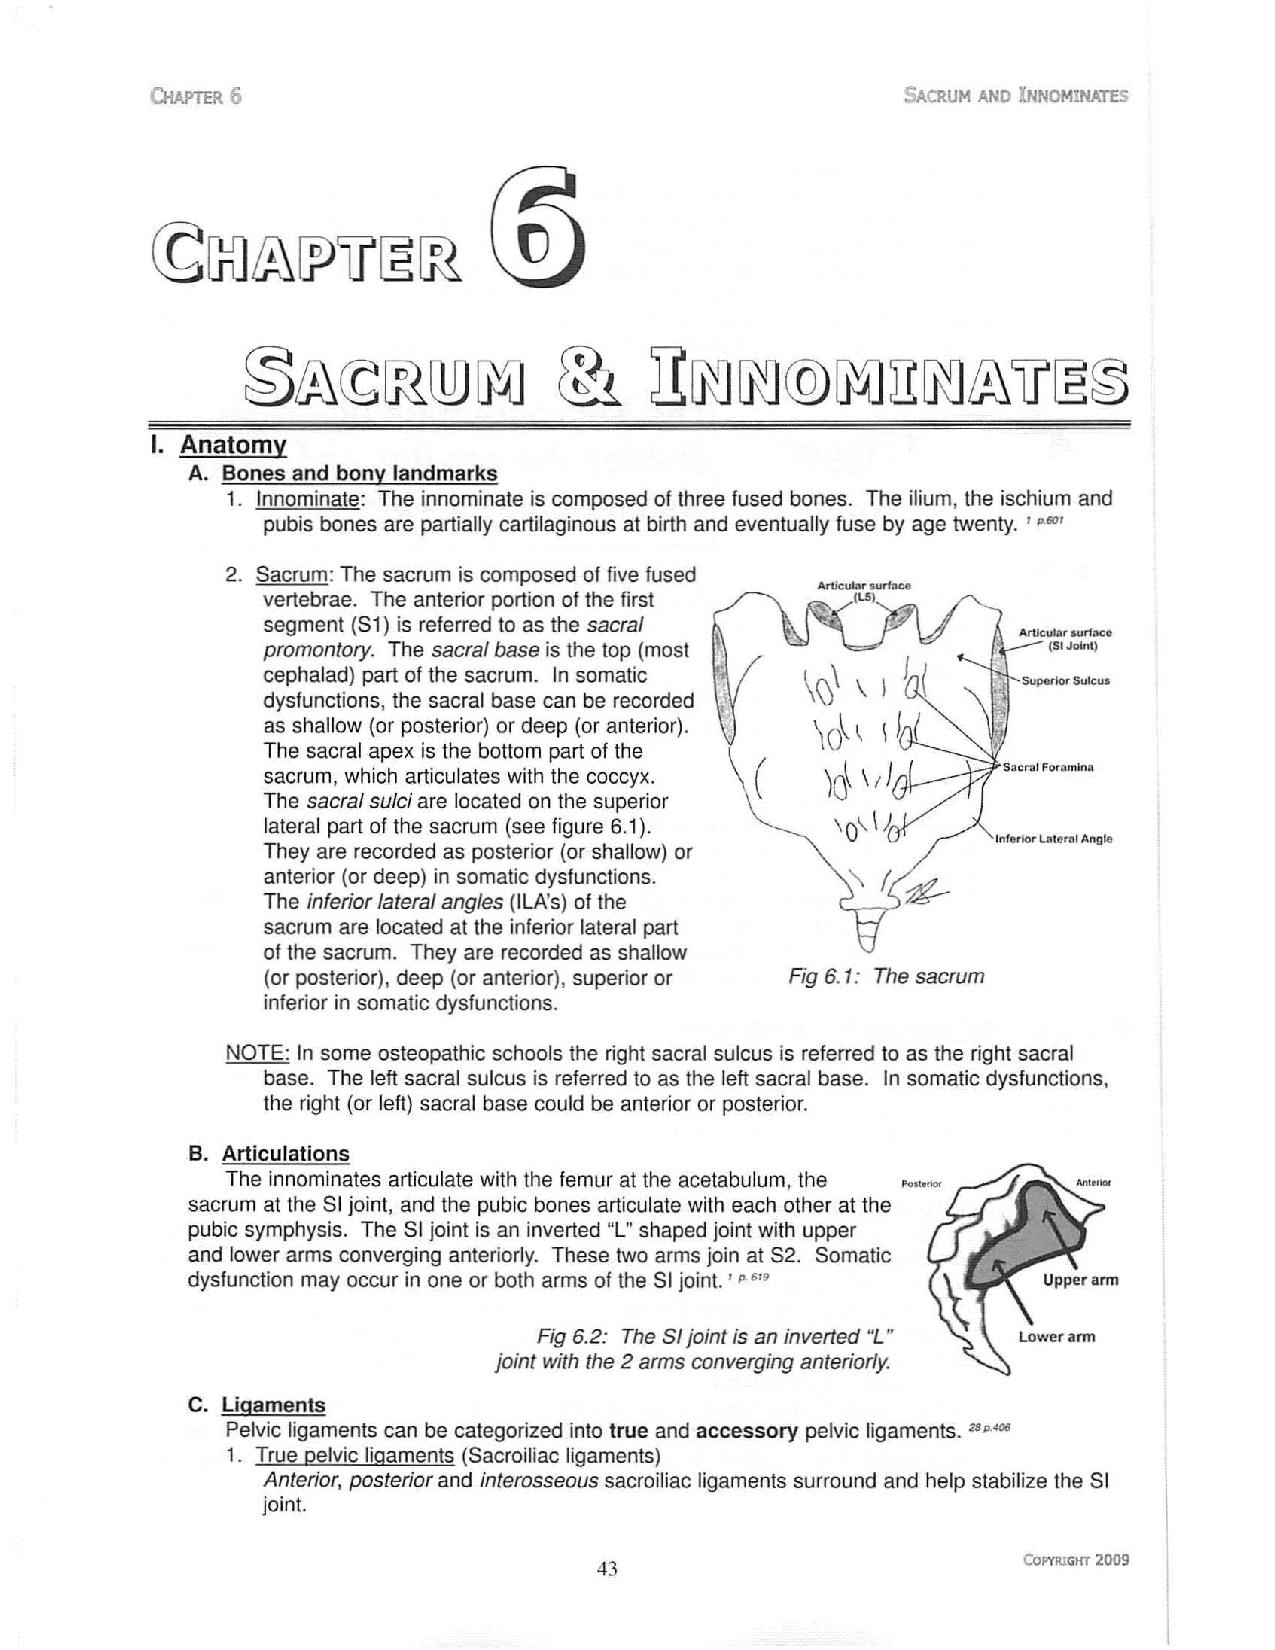 CHAPTER 6
SACRUM AND INNOMINATES
CHAPTER 6
SACRUM & INNOMINATES
I. Anatomy
A. Bones and bony landmarks
1. Innominate: The innominate is composed of three fused bones. The ilium, the ischium and
pubis bones are partially cartilaginous at birth and eventually fuse by age twenty. 1 p.601
2. Sacrum: The sacrum is composed of five fused
vertebrae. The anterior portion of the first
segment (S1) is referred to as the sacral
promontory. The sacral base is the top (most
cephalad) part of the sacrum. In somatic
dysfunctions, the sacral base can be recorded
as shallow (or posterior) or deep (or anterior).
The sacral apex is the bottom part of the
sacrum, which articulates with the coccyx.
The sacral sulci are located on the superior
lateral part of the sacrum (see figure 6.1).
They are recorded as posterior (or shallow) or
anterior (or deep) in somatic dysfunctions.
The inferior lateral angles (ILA's) of the
sacrum are located at the inferior lateral part
of the sacrum. They are recorded as shallow
(or posterior), deep (or anterior), superior or
inferior in somatic dysfunctions.
Articular surface
(L5)
Articular surface
(SI Joint)
Superior Sulcus
Sacral Foramina
Inferior Lateral Angle
Fig 6.1: The sacrum
NOTE: In some osteopathic schools the right sacral sulcus is referred to as the right sacral
base. The left sacral sulcus is referred to as the left sacral base. In somatic dysfunctions,
the right (or left) sacral base could be anterior or posterior.
B. Articulations
The innominates articulate with the femur at the acetabulum, the
sacrum at the SI joint, and the pubic bones articulate with each other at the
pubic symphysis. The SI joint is an inverted "L" shaped joint with upper
and lower arms converging anteriorly. These two arms join at S2. Somatic
dysfunction may occur in one or both arms of the SI joint. 1 p. 619
Posterior
Anterior
Upper arm
Lower arm
Fig 6.2: The SI joint is an inverted "L"
joint with the 2 arms converging anteriorly.
C. Ligaments
Pelvic ligaments can be categorized into true and accessory pelvic ligaments. 28 p.406
1. True pelvic ligaments (Sacroiliac ligaments)
Anterior, posterior and interosseous sacroiliac ligaments surround and help stabilize the SI
joint.
43
COPYRIGHT 2009